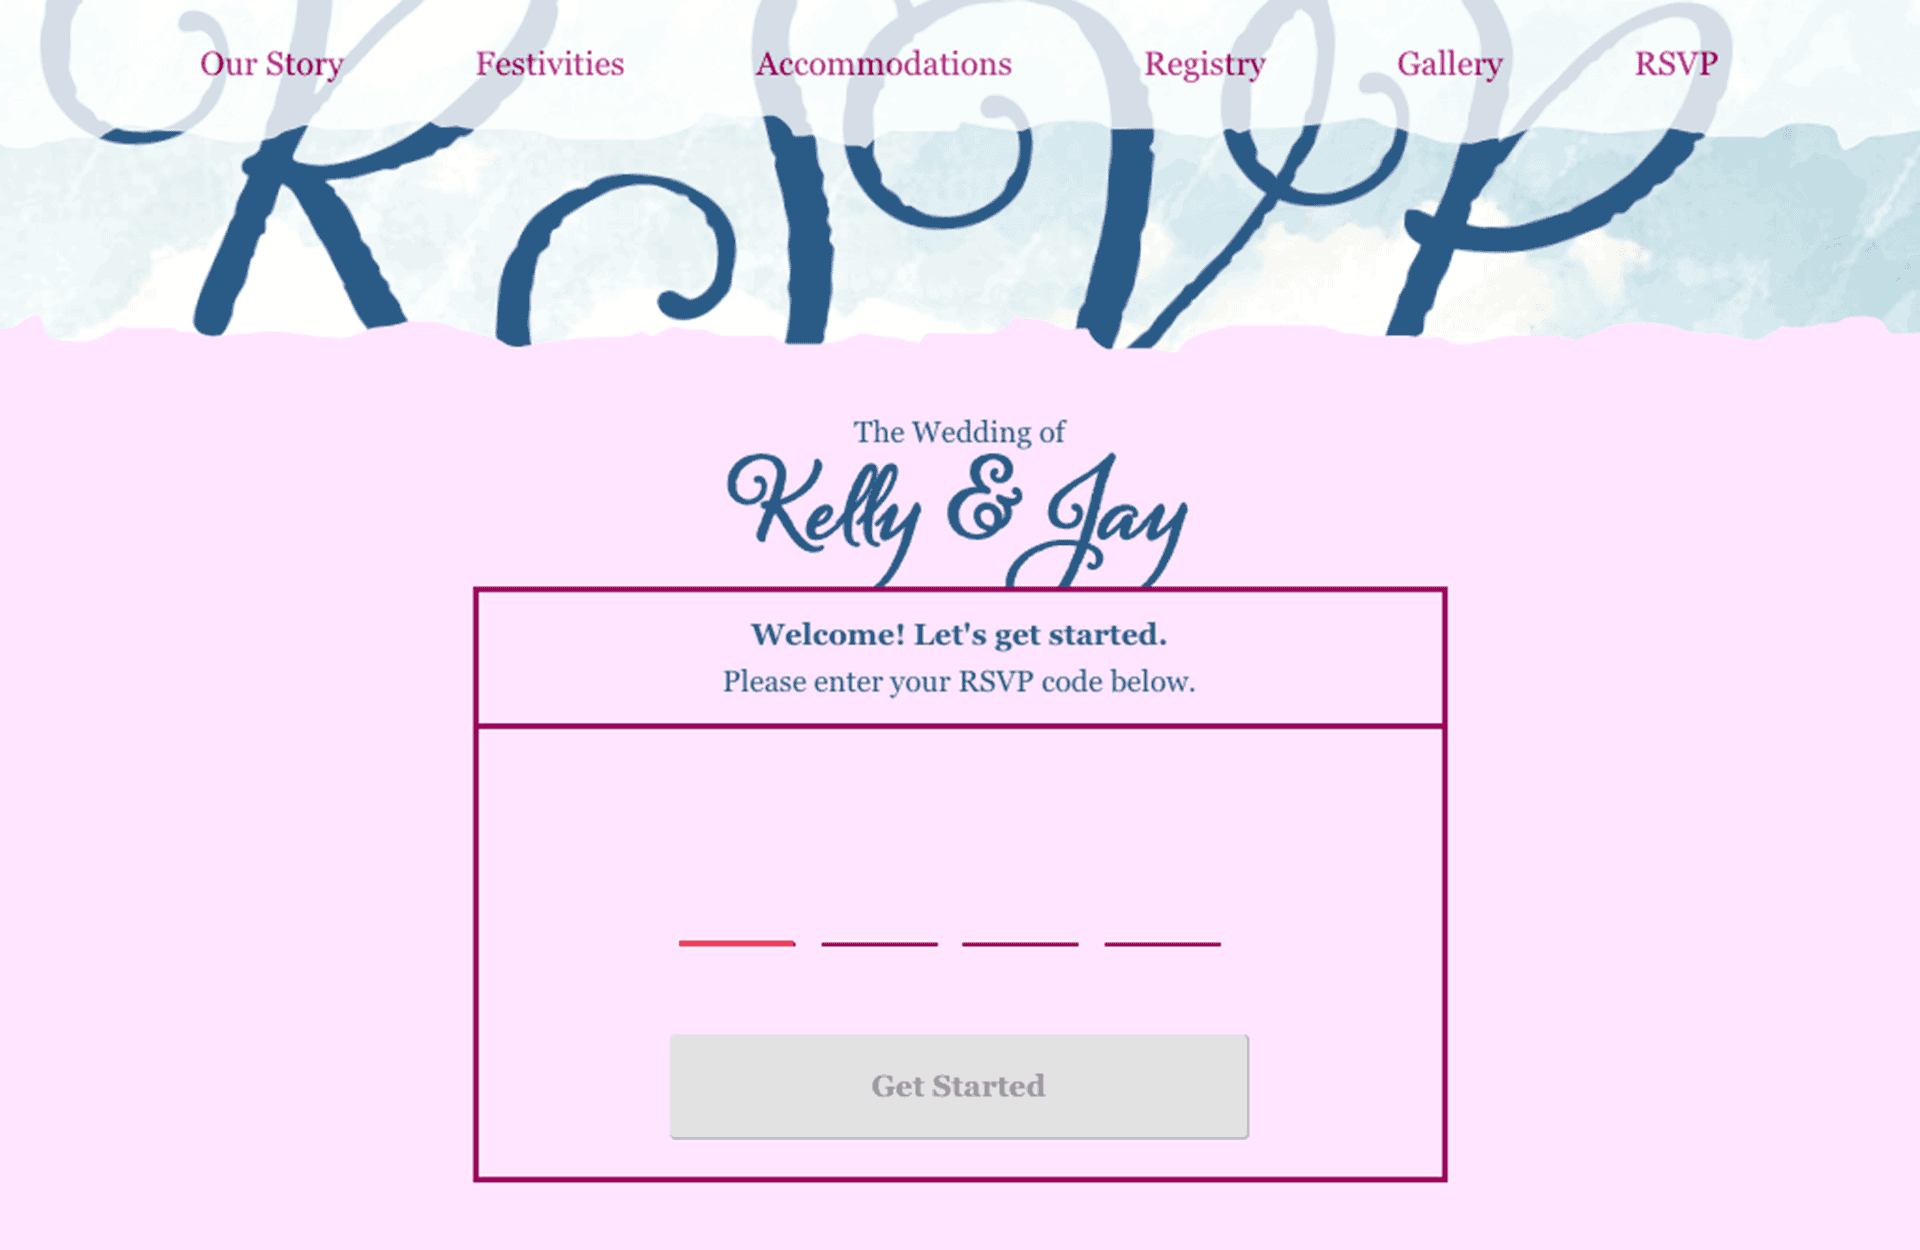 Our Story Festivities Accommodations Registry Gallery RSVP
RSVP
The Wedding of
Kelly & Jay
Welcome! Let's get started.
Please enter your RSVP code below.
Get Started